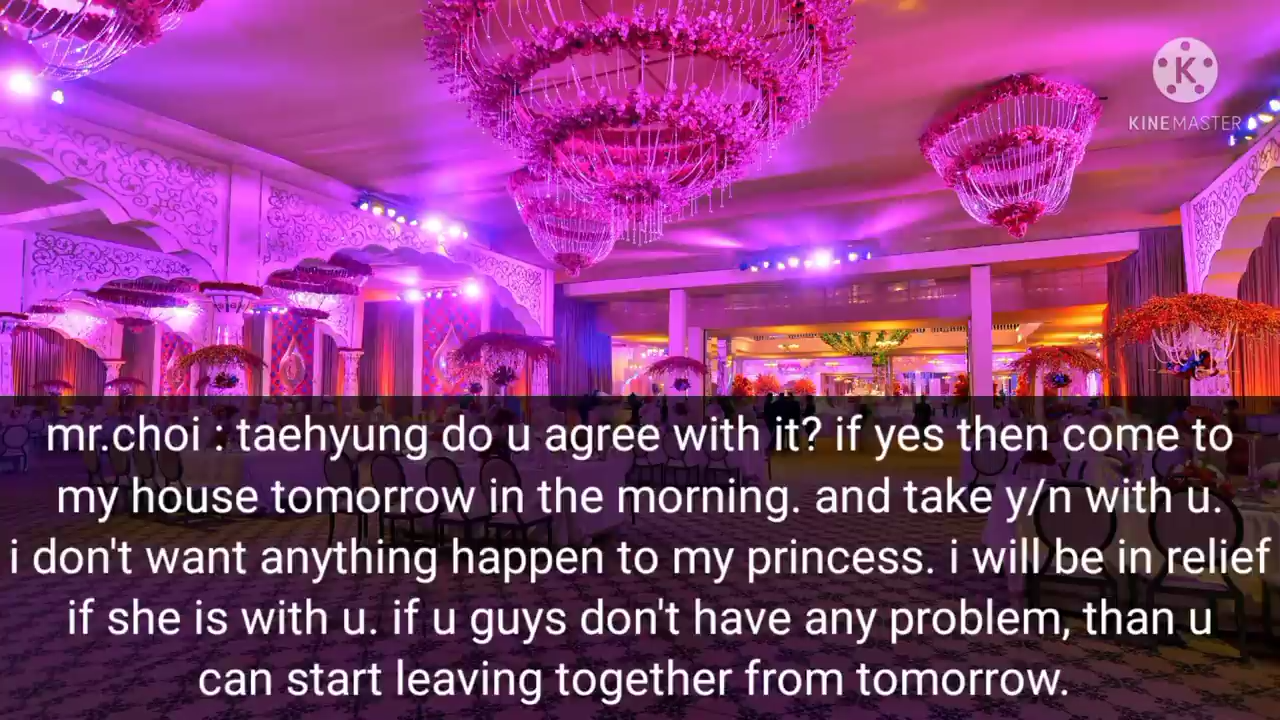 KINEMASTER
mr.choi : taehyung do u agree with it? if yes then come to
my house tomorrow in the morning. and take y/n with u.
i don't want anything happen to my princess. i will be in relief
if she is with u. if u guys don't have any problem, than u
can start leaving together from tomorrow.